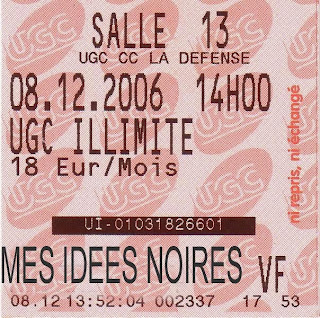 SALLE 13
UGC CC LA DEFENSE
08.12.2006 14H00
UGC ILLIMITE
18 Eur/Mois
ni repris, ni échangé
UI-01031826601
MES IDEES NOIRES VF
08.12 13:52:04 002337 17 53